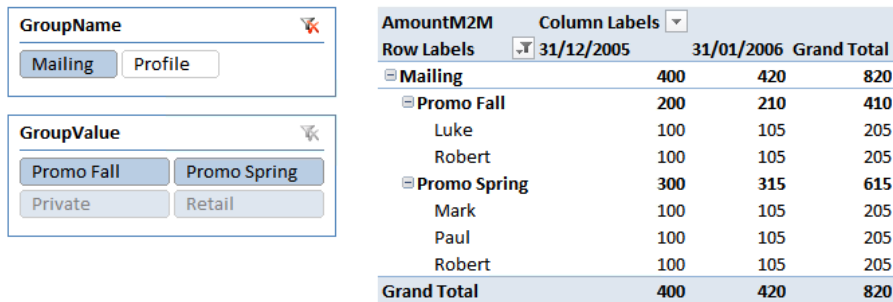 GroupName
Mailing Profile
GroupValue
Promo Fall Promo Spring
Private Retail
AmountM2M Column Labels
Row Labels 31/12/2005 31/01/2006 Grand Total
Mailing 400 420 820
Promo Fall 200 210 410
Luke 100 105 205
Robert 100 105 205
Promo Spring 300 315 615
Mark 100 105 205
Paul 100 105 205
Robert 100 105 205
Grand Total 400 420 820